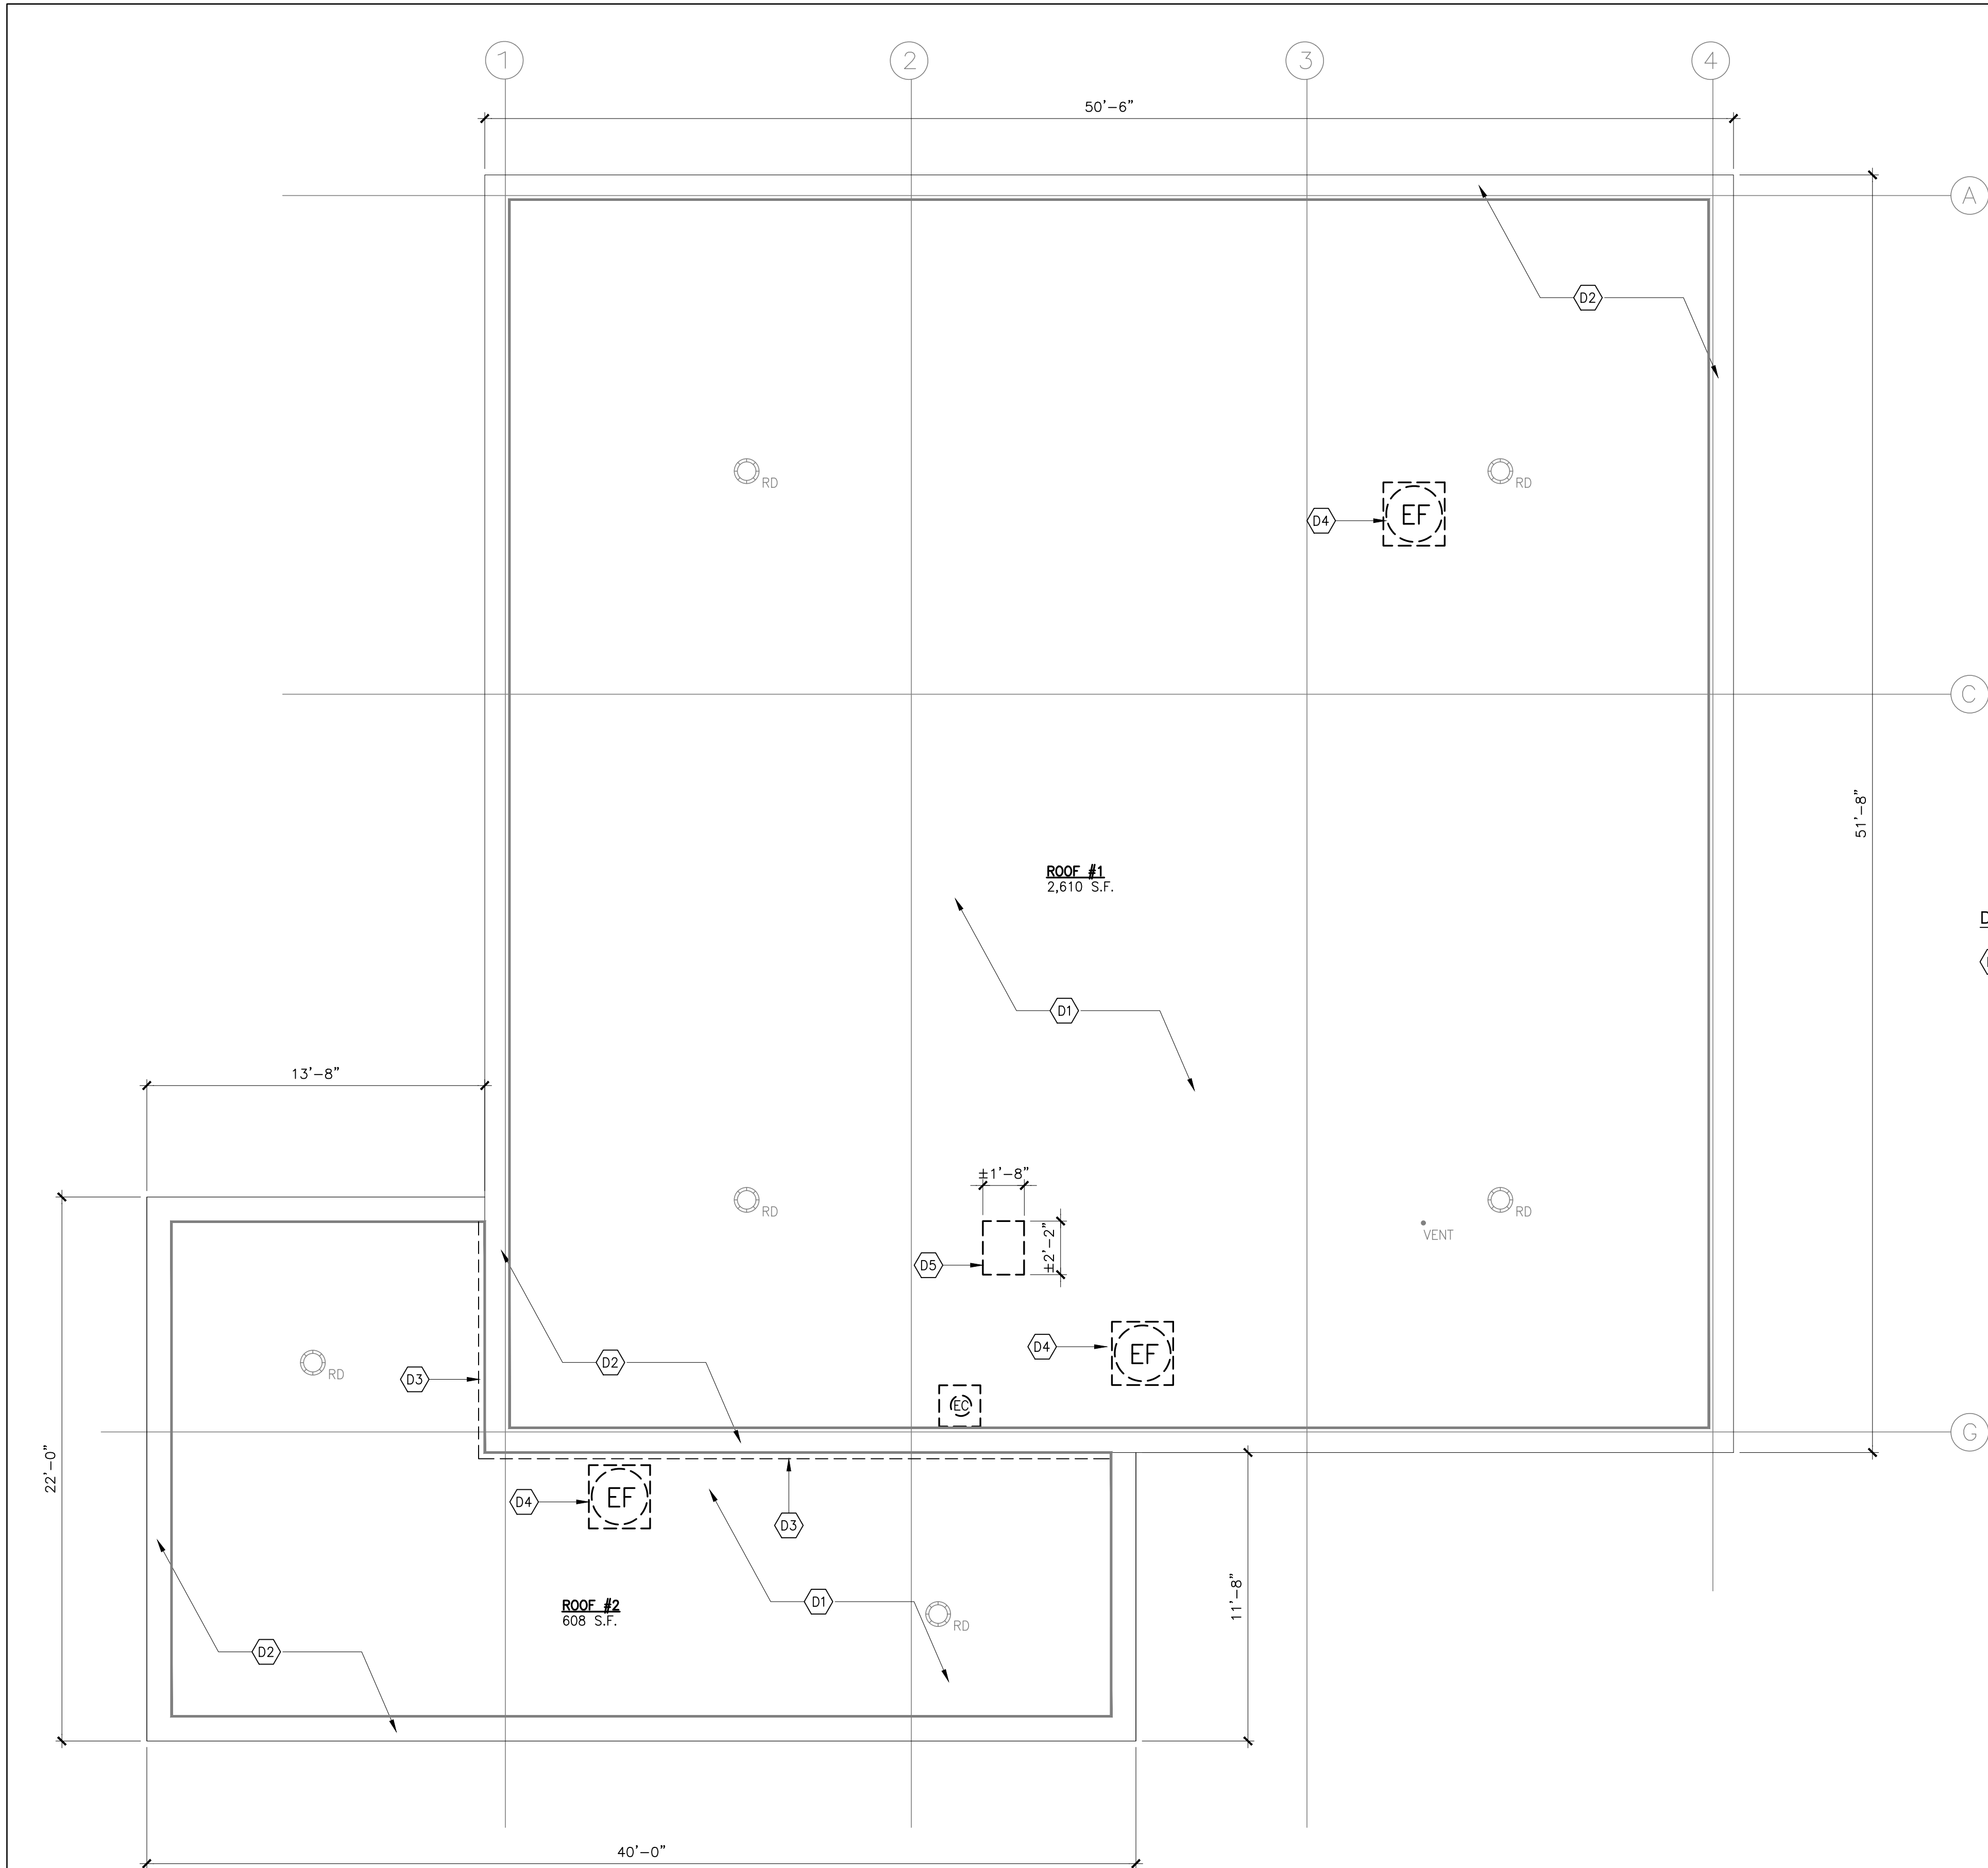 1
2
3
4
50'-6"
A
D2
RD
RD
D4
EF
C
51'-8"
ROOF #1
2,610 S.F.
D1
13'-8"
±1'-8"
RD
RD
VENT
±2'-2"
D5
D4
EF
D2
RD
D3
EC
G
22'-0"
D4
EF
D3
11'-8"
D1
ROOF #2
608 S.F.
RD
D2
40'-0"